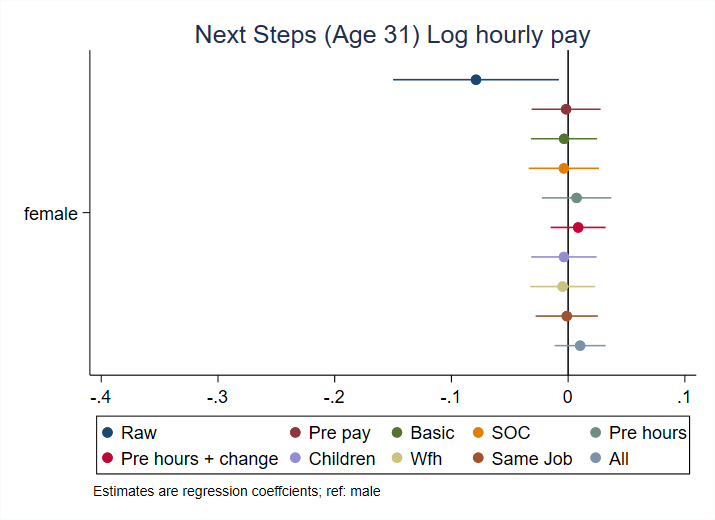 Next Steps (Age 31) Log hourly pay
female
-.4 -.3 -.2 -.1 0 .1
Raw Pre pay Basic SOC Pre hours
Pre hours + change Children Wfh Same Job All
Estimates are regression coeffcients; ref: male